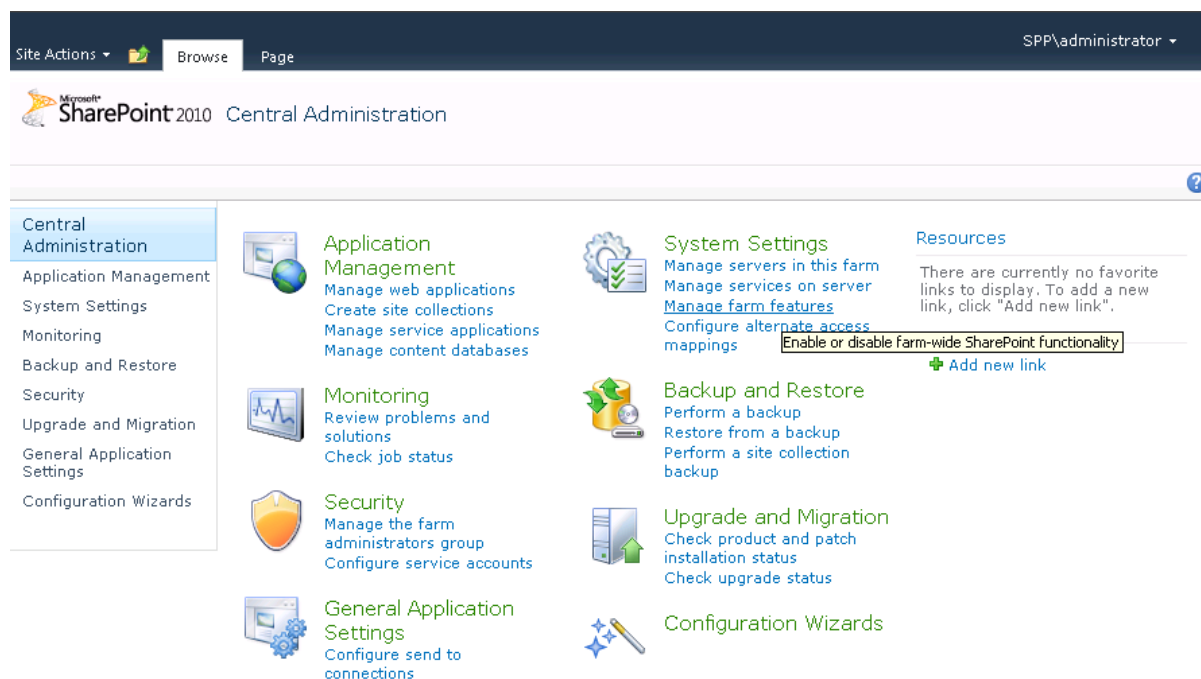 Site Actions
Browse
Page
SPP\administrator
Microsoft®
SharePoint 2010
Central Administration
Central
Administration
Application Management
System Settings
Monitoring
Backup and Restore
Security
Upgrade and Migration
General Application
Settings
Configuration Wizards
Application
Management
Manage web applications
Create site collections
Manage service applications
Manage content databases
Monitoring
Review problems and
solutions
Check job status
Security
Manage the farm
administrators group
Configure service accounts
General Application
Settings
Configure send to
connections
System Settings
Manage servers in this farm
Manage services on server
Manage farm features
Configure alternate access
mappings
Enable or disable farm-wide SharePoint functionality
Backup and Restore
Perform a backup
Restore from a backup
Perform a site collection
backup
Upgrade and Migration
Check product and patch
installation status
Check upgrade status
Configuration Wizards
Resources
There are currently no favorite
links to display. To add a new
link, click "Add new link".
Add new link